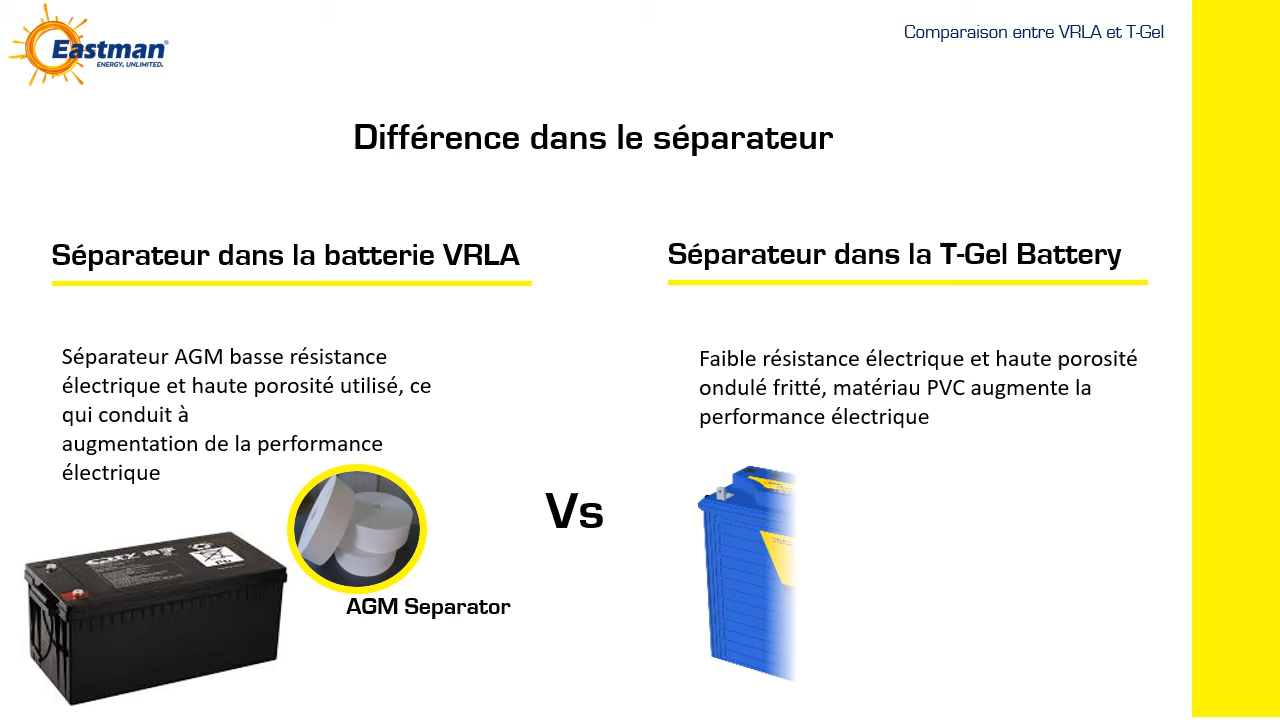 Eastman
ENERGY. UNLIMITED.
Comparaison entre VRLA et T-Gel
Différence dans le séparateur
Séparateur dans la batterie VRLA
Séparateur AGM basse résistance
électrique et haute porosité utilisé, ce
qui conduit à
augmentation de la performance
électrique
AGM Separator
Vs
Séparateur dans la T-Gel Battery
Faible résistance électrique et haute porosité
ondulé fritté, matériau PVC augmente la
performance électrique